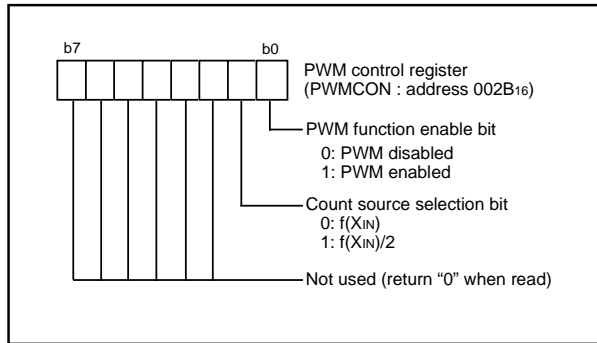 b7 b0
PWM control register
(PWMCON : address 002B16)
PWM function enable bit
0: PWM disabled
1: PWM enabled
Count source selection bit
0: f(XIN)
1: f(XIN)/2
Not used (return “0” when read)